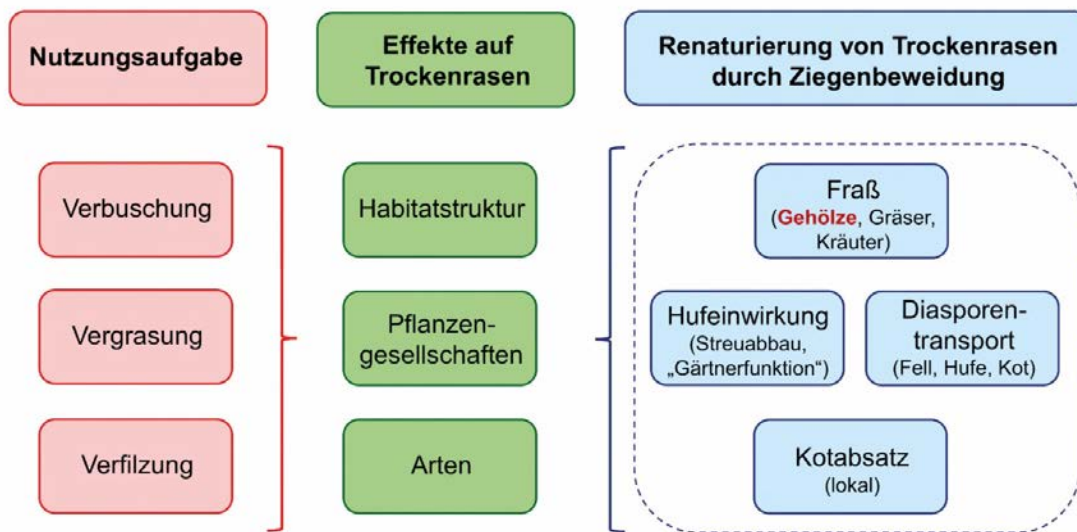 Nutzungsaufgabe
Effekte auf
Trockenrasen
Renaturierung von Trockenrasen
durch Ziegenbeweidung
Verbuschung
Vergrasung
Verfilzung
Habitatstruktur
Pflanzen-
gesellschaften
Arten
Fraß
(Gehölze, Gräser,
Kräuter)
Hufeinwirkung
(Streuabbau,
„Gärtnerfunktion“)
Diasporen-
transport
(Fell, Hufe, Kot)
Kotabsatz
(lokal)